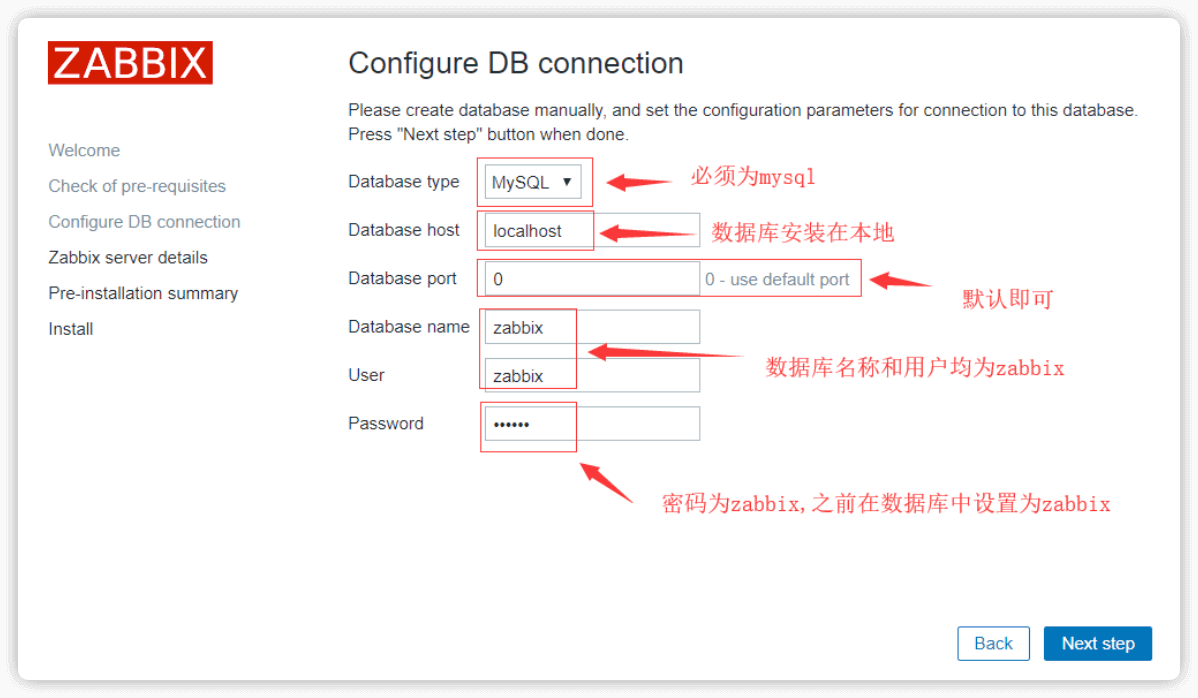 ZABBIX
Welcome
Check of pre-requisites
Configure DB connection
Zabbix server details
Pre-installation summary
Install
Configure DB connection
Please create database manually, and set the configuration parameters for connection to this database.
Press "Next step" button when done.
Database type MySQL ▼ 必须为mysql
Database host localhost 数据库安装在本地
Database port 0 0 - use default port 默认即可
Database name zabbix
User zabbix 数据库名称和用户均为zabbix
Password ••••••
密码为zabbix,之前在数据库中设置为zabbix
Back Next step